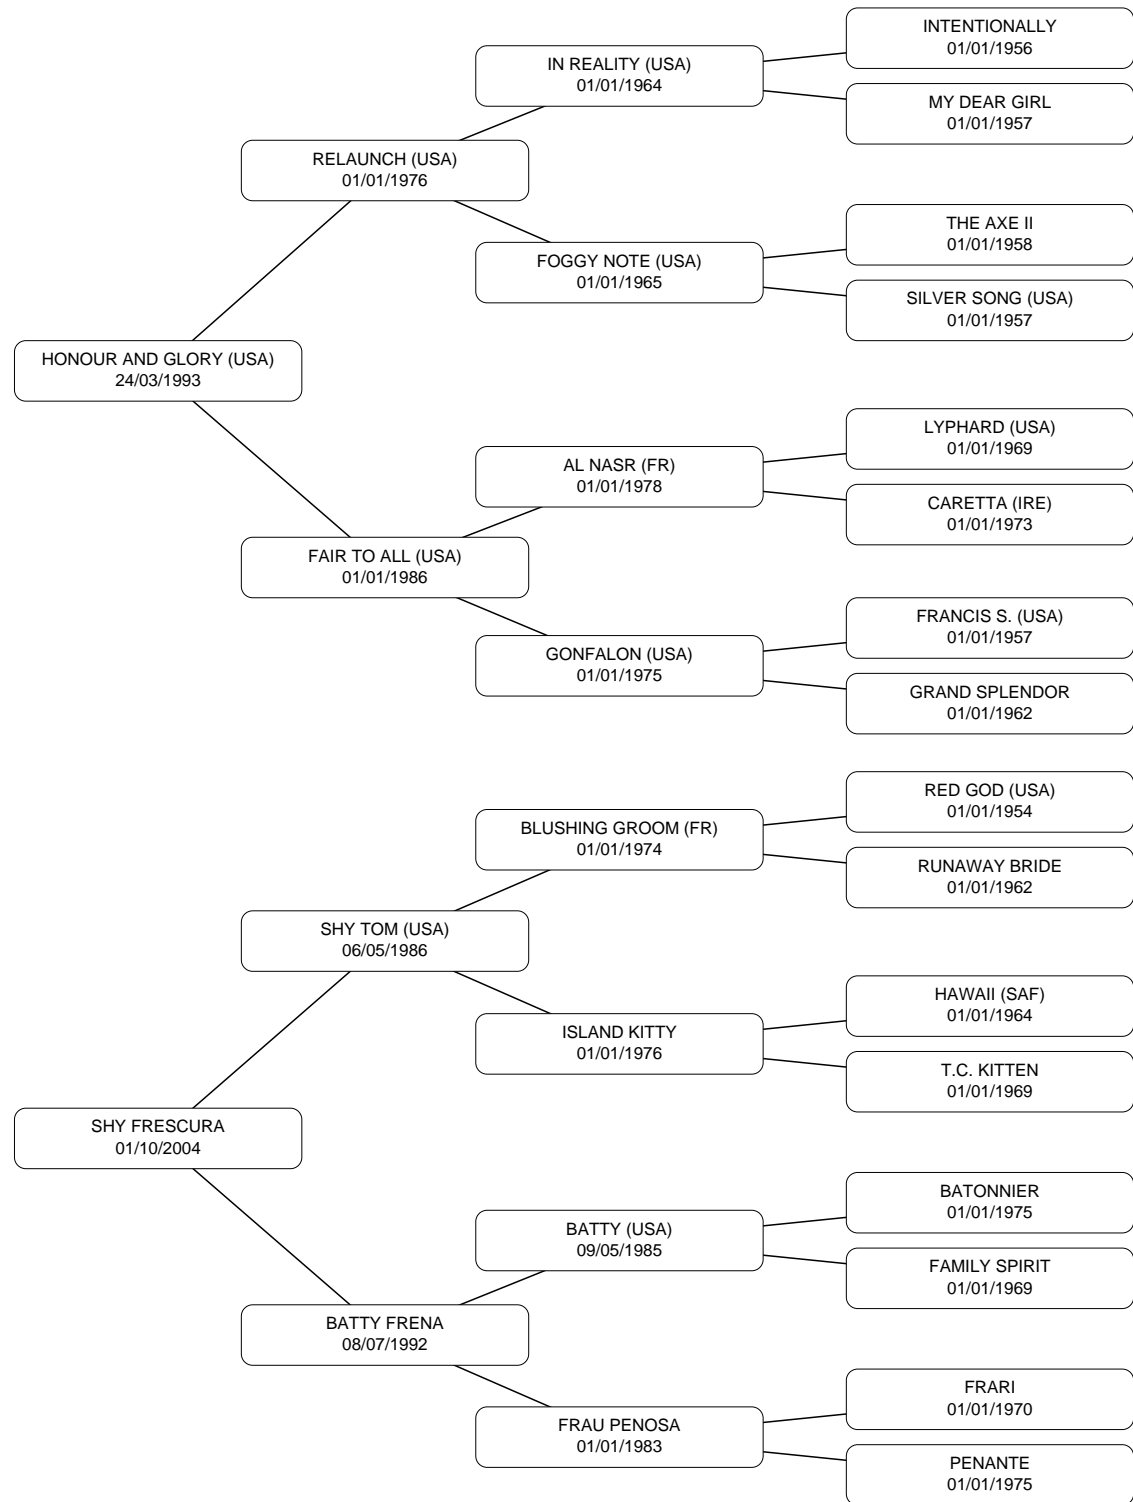 INTENTIONALLY
01/01/1956
IN REALITY (USA)
01/01/1964
MY DEAR GIRL
01/01/1957
RELAUNCH (USA)
01/01/1976
THE AXE II
01/01/1958
FOGGY NOTE (USA)
01/01/1965
SILVER SONG (USA)
01/01/1957
HONOUR AND GLORY (USA)
24/03/1993
LYPHARD (USA)
01/01/1969
AL NASR (FR)
01/01/1978
CARETTA (IRE)
01/01/1973
FAIR TO ALL (USA)
01/01/1986
FRANCIS S. (USA)
01/01/1957
GONFALON (USA)
01/01/1975
GRAND SPLENDOR
01/01/1962
RED GOD (USA)
01/01/1954
BLUSHING GROOM (FR)
01/01/1974
RUNAWAY BRIDE
01/01/1962
SHY TOM (USA)
06/05/1986
HAWAII (SAF)
01/01/1964
ISLAND KITTY
01/01/1976
T.C. KITTEN
01/01/1969
SHY FRESCURA
01/10/2004
BATONNIER
01/01/1975
BATTY (USA)
09/05/1985
FAMILY SPIRIT
01/01/1969
BATTY FRENA
08/07/1992
FRARI
01/01/1970
FRAU PENOSA
01/01/1983
PENANTE
01/01/1975